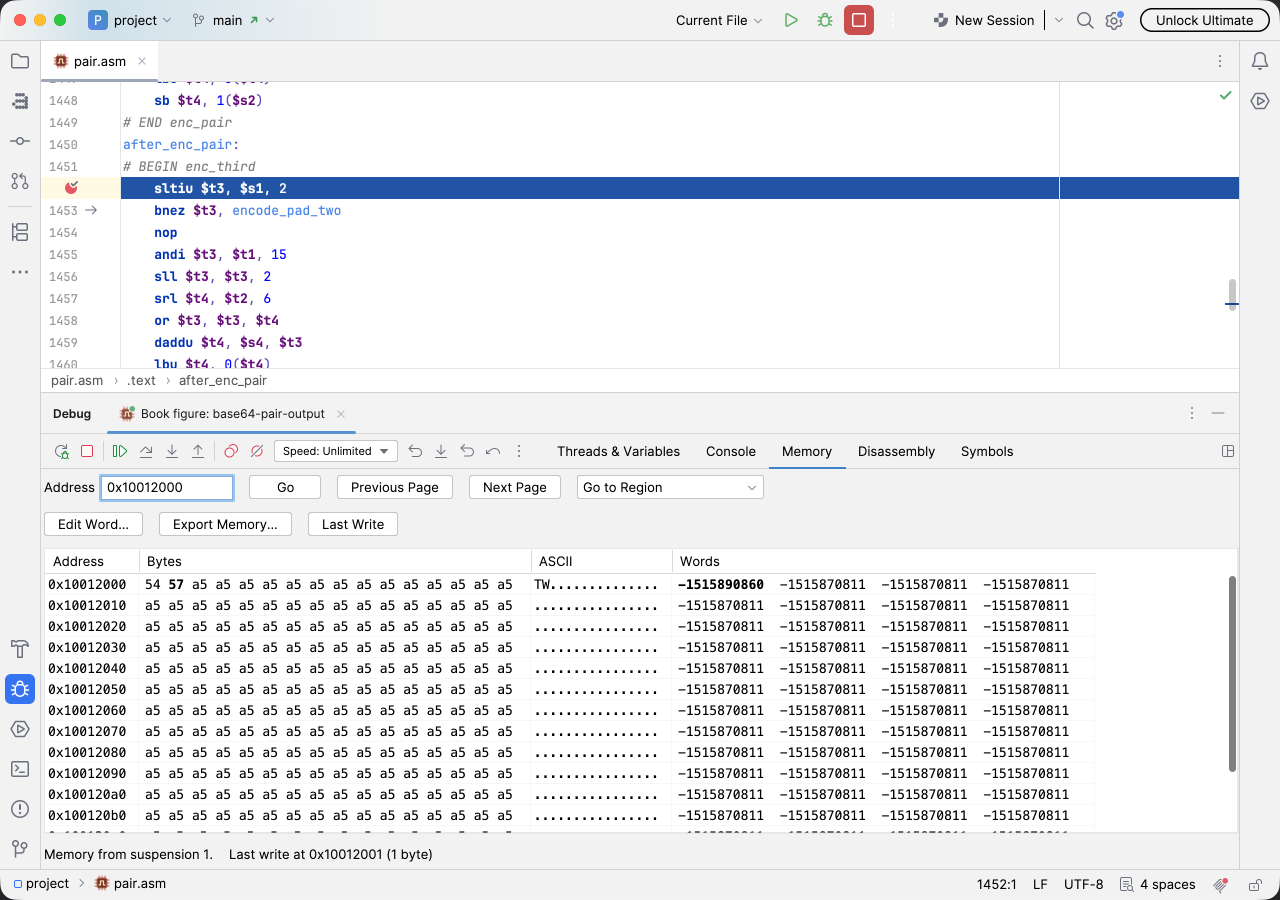 P project main Current File New Session Unlock Ultimate
pair.asm
1448 sb $t4, 1($s2)
1449 # END enc_pair
1450 after_enc_pair:
1451 # BEGIN enc_third
sltiu $t3, $s1, 2
1453 bnez $t3, encode_pad_two
1454 nop
1455 andi $t3, $t1, 15
1456 sll $t3, $t3, 2
1457 srl $t4, $t2, 6
1458 or $t3, $t3, $t4
1459 daddu $t4, $s4, $t3
1460 lbu $t4, 0($t4)
pair.asm › .text › after_enc_pair
Debug Book figure: base64-pair-output
Speed: Unlimited Threads & Variables Console Memory Disassembly Symbols
Address 0x10012000 Go Previous Page Next Page Go to Region
Edit Word... Export Memory... Last Write
Address Bytes ASCII Words
0x10012000 54 57 a5 a5 a5 a5 a5 a5 a5 a5 a5 a5 a5 a5 a5 a5 TW.............. -1515890860 -1515870811 -1515870811 -1515870811
0x10012010 a5 a5 a5 a5 a5 a5 a5 a5 a5 a5 a5 a5 a5 a5 a5 a5 ................ -1515870811 -1515870811 -1515870811 -1515870811
0x10012020 a5 a5 a5 a5 a5 a5 a5 a5 a5 a5 a5 a5 a5 a5 a5 a5 ................ -1515870811 -1515870811 -1515870811 -1515870811
0x10012030 a5 a5 a5 a5 a5 a5 a5 a5 a5 a5 a5 a5 a5 a5 a5 a5 ................ -1515870811 -1515870811 -1515870811 -1515870811
0x10012040 a5 a5 a5 a5 a5 a5 a5 a5 a5 a5 a5 a5 a5 a5 a5 a5 ................ -1515870811 -1515870811 -1515870811 -1515870811
0x10012050 a5 a5 a5 a5 a5 a5 a5 a5 a5 a5 a5 a5 a5 a5 a5 a5 ................ -1515870811 -1515870811 -1515870811 -1515870811
0x10012060 a5 a5 a5 a5 a5 a5 a5 a5 a5 a5 a5 a5 a5 a5 a5 a5 ................ -1515870811 -1515870811 -1515870811 -1515870811
0x10012070 a5 a5 a5 a5 a5 a5 a5 a5 a5 a5 a5 a5 a5 a5 a5 a5 ................ -1515870811 -1515870811 -1515870811 -1515870811
0x10012080 a5 a5 a5 a5 a5 a5 a5 a5 a5 a5 a5 a5 a5 a5 a5 a5 ................ -1515870811 -1515870811 -1515870811 -1515870811
0x10012090 a5 a5 a5 a5 a5 a5 a5 a5 a5 a5 a5 a5 a5 a5 a5 a5 ................ -1515870811 -1515870811 -1515870811 -1515870811
0x100120a0 a5 a5 a5 a5 a5 a5 a5 a5 a5 a5 a5 a5 a5 a5 a5 a5 ................ -1515870811 -1515870811 -1515870811 -1515870811
0x100120b0 a5 a5 a5 a5 a5 a5 a5 a5 a5 a5 a5 a5 a5 a5 a5 a5 ................ -1515870811 -1515870811 -1515870811 -1515870811
Memory from suspension 1. Last write at 0x10012001 (1 byte)
project › pair.asm 1452:1 LF UTF-8 4 spaces